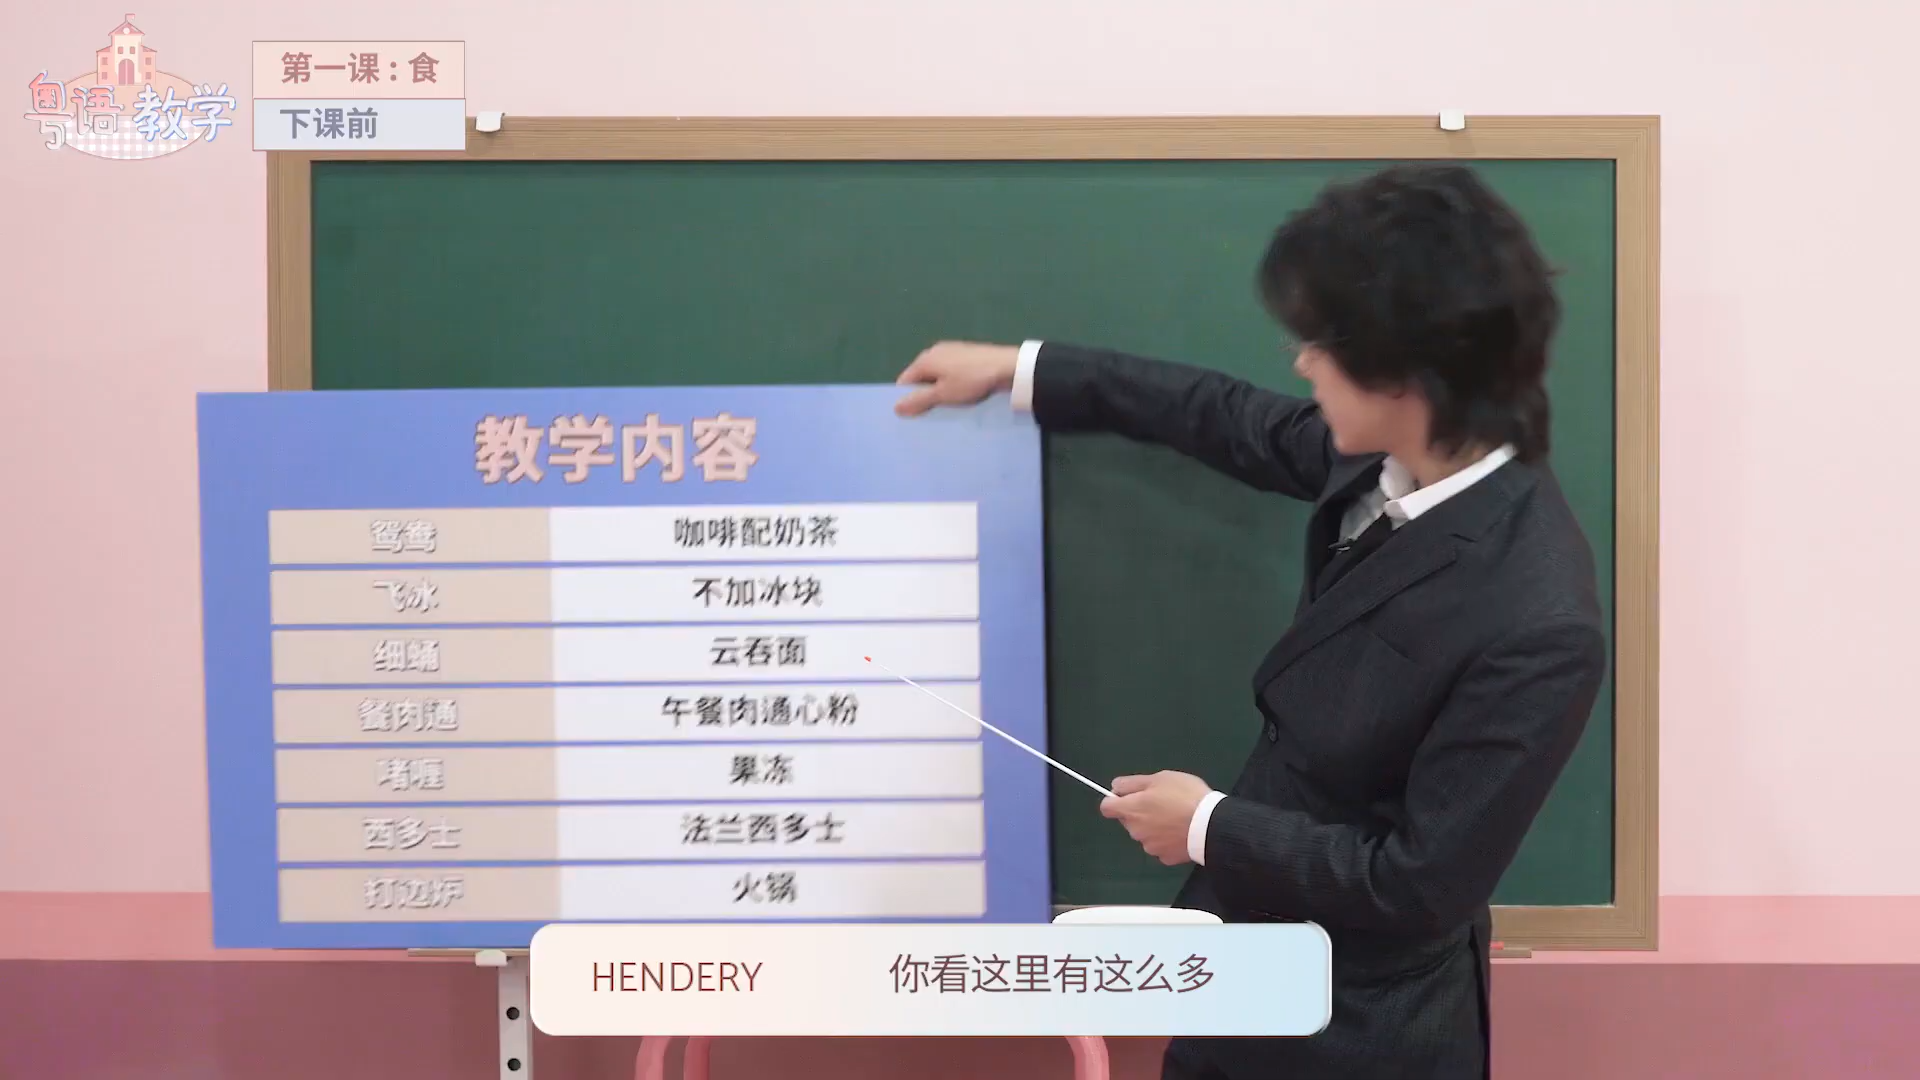 粤语教学
第一课：食
下课前
教学内容
鸳鸯 咖啡配奶茶
飞冰 不加冰块
细蛹 云吞面
餐肉通 午餐肉通心粉
啫喱 果冻
西多士 法兰西多士
打边炉 火锅
HENDERY 你看这里有这么多